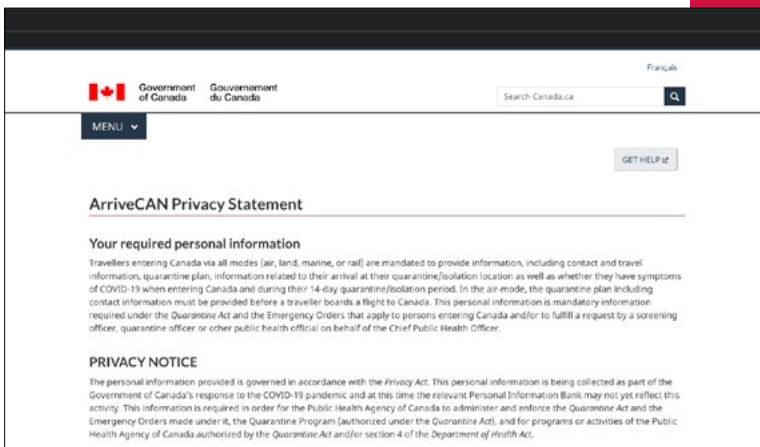 Français
Government of Canada
Gouvernement du Canada
Search Canada.ca
MENU
GET HELP
ArriveCAN Privacy Statement
Your required personal information
Travellers entering Canada via all modes (air, land, marine, or rail) are mandated to provide information, including contact and travel
information, quarantine plan, information related to their arrival at their quarantine/isolation location as well as whether they have symptoms
of COVID-19 when entering Canada and during their 14-day quarantine/isolation period. In the air-mode, the quarantine plan including
contact information must be provided before a traveller boards a flight to Canada. This personal information is mandatory information
required under the Quarantine Act and the Emergency Orders that apply to persons entering Canada and/or to fulfill a request by a screening
officer, quarantine officer or other public health official on behalf of the Chief Public Health Officer.
PRIVACY NOTICE
The personal information provided is governed in accordance with the Privacy Act. This personal information is being collected as part of the
Government of Canada's response to the COVID-19 pandemic and at this time the relevant Personal Information Bank may not yet reflect this
activity. This information is required in order for the Public Health Agency of Canada to administer and enforce the Quarantine Act and the
Emergency Orders made under it, the Quarantine Program (authorized under the Quarantine Act), and for programs or activities of the Public
Health Agency of Canada authorized by the Quarantine Act and/or section 4 of the Department of Health Act.